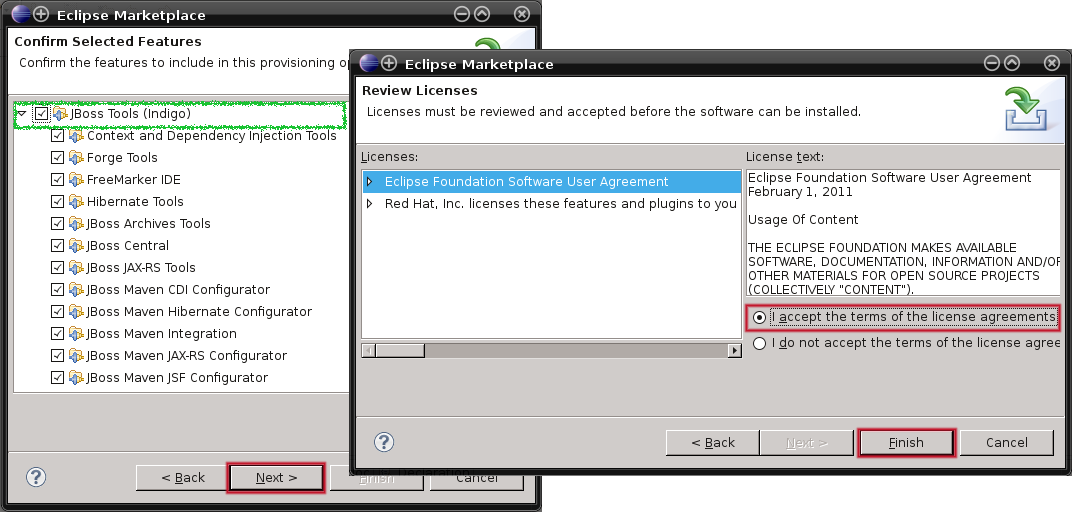 Eclipse Marketplace
Confirm Selected Features
Confirm the features to include in this provisioning op
JBoss Tools (Indigo)
Context and Dependency Injection Tools
Forge Tools
FreeMarker IDE
Hibernate Tools
JBoss Archives Tools
JBoss Central
JBoss JAX-RS Tools
JBoss Maven CDI Configurator
JBoss Maven Hibernate Configurator
JBoss Maven Integration
JBoss Maven JAX-RS Configurator
JBoss Maven JSF Configurator
?
< Back
Next >
Finish
Cancel
Eclipse Marketplace
Review Licenses
Licenses must be reviewed and accepted before the software can be installed.
Licenses:
Eclipse Foundation Software User Agreement
Red Hat, Inc. licenses these features and plugins to you
License text:
Eclipse Foundation Software User Agreement
February 1, 2011
Usage Of Content
THE ECLIPSE FOUNDATION MAKES AVAILABLE
SOFTWARE, DOCUMENTATION, INFORMATION AND/OR
OTHER MATERIALS FOR OPEN SOURCE PROJECTS
(COLLECTIVELY "CONTENT").
I accept the terms of the license agreements
I do not accept the terms of the license agree
?
< Back
Next >
Finish
Cancel